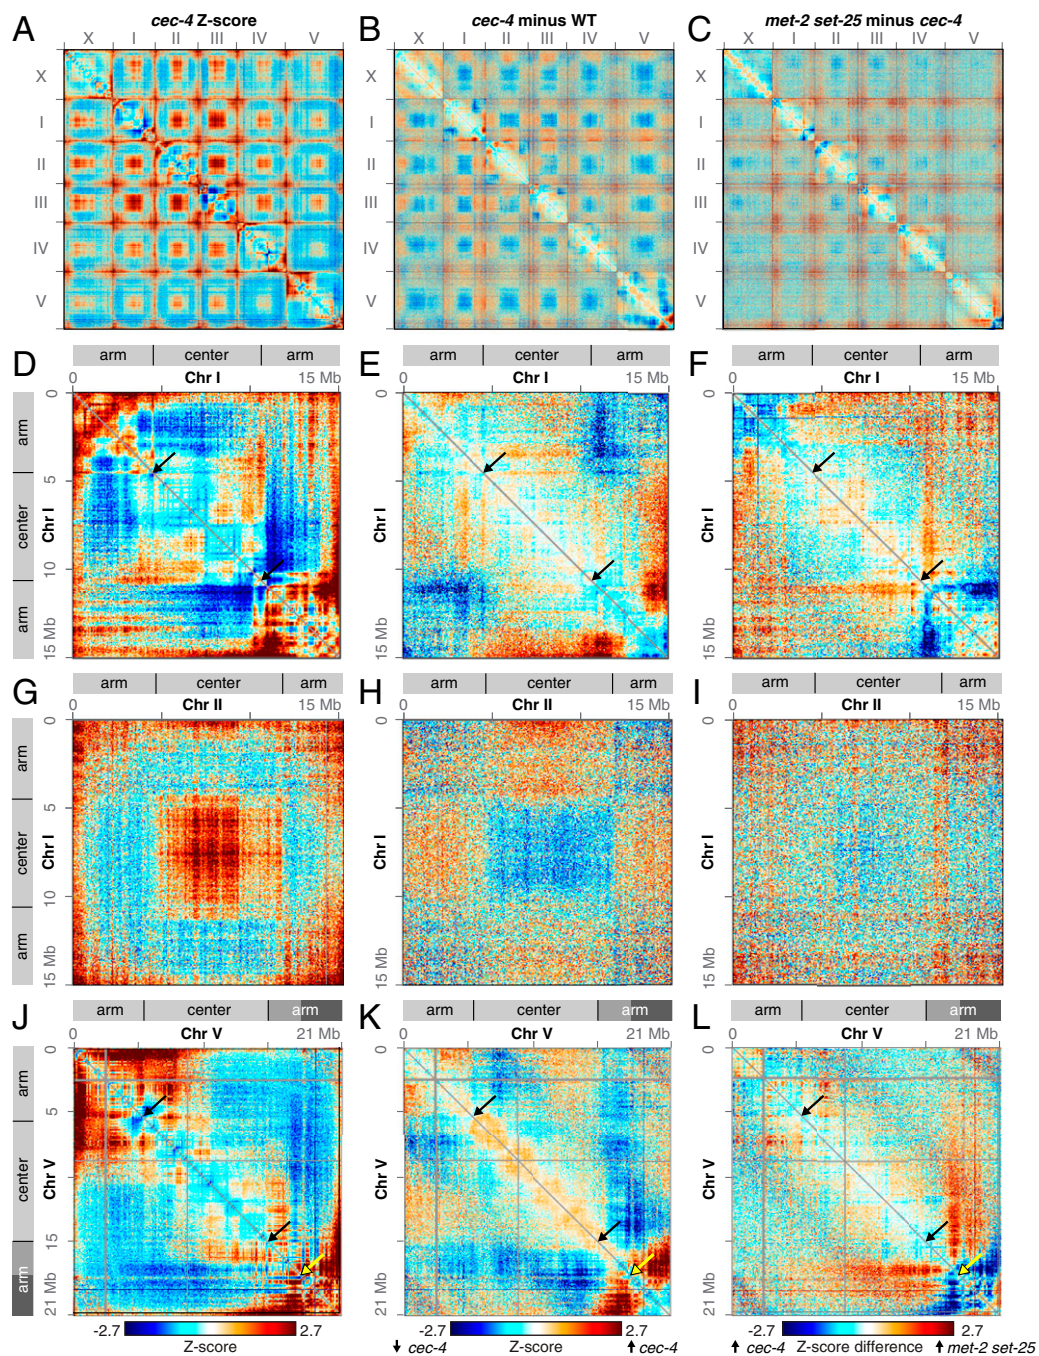 A cec-4 Z-score B cec-4 minus WT C met-2 set-25 minus cec-4
X I II III IV V X I II III IV V X I II III IV V
X X X
I I I
II II II
III III III
IV IV IV
V V V
arm center arm arm center arm arm center arm
D 0 Chr I 15 Mb E 0 Chr I 15 Mb F 0 Chr I 15 Mb
arm center arm
Chr I
0 5 10 15 Mb
Chr I
0 5 10 15 Mb
Chr I
0 5 10 15 Mb
arm center arm arm center arm arm center arm
G 0 Chr II 15 Mb H 0 Chr II 15 Mb I 0 Chr II 15 Mb
arm center arm
Chr I
0 5 10 15 Mb
Chr I
0 5 10 15 Mb
Chr I
0 5 10 15 Mb
arm center arm arm center arm arm center arm
J 0 Chr V 21 Mb K 0 Chr V 21 Mb L 0 Chr V 21 Mb
arm center arm
Chr V
0 5 15 21 Mb
Chr V
0 5 15 21 Mb
Chr V
0 5 15 21 Mb
-2.7 2.7 -2.7 2.7 -2.7 2.7
Z-score ↓ cec-4 Z-score ↑ cec-4 ↑ cec-4 Z-score difference ↑ met-2 set-25